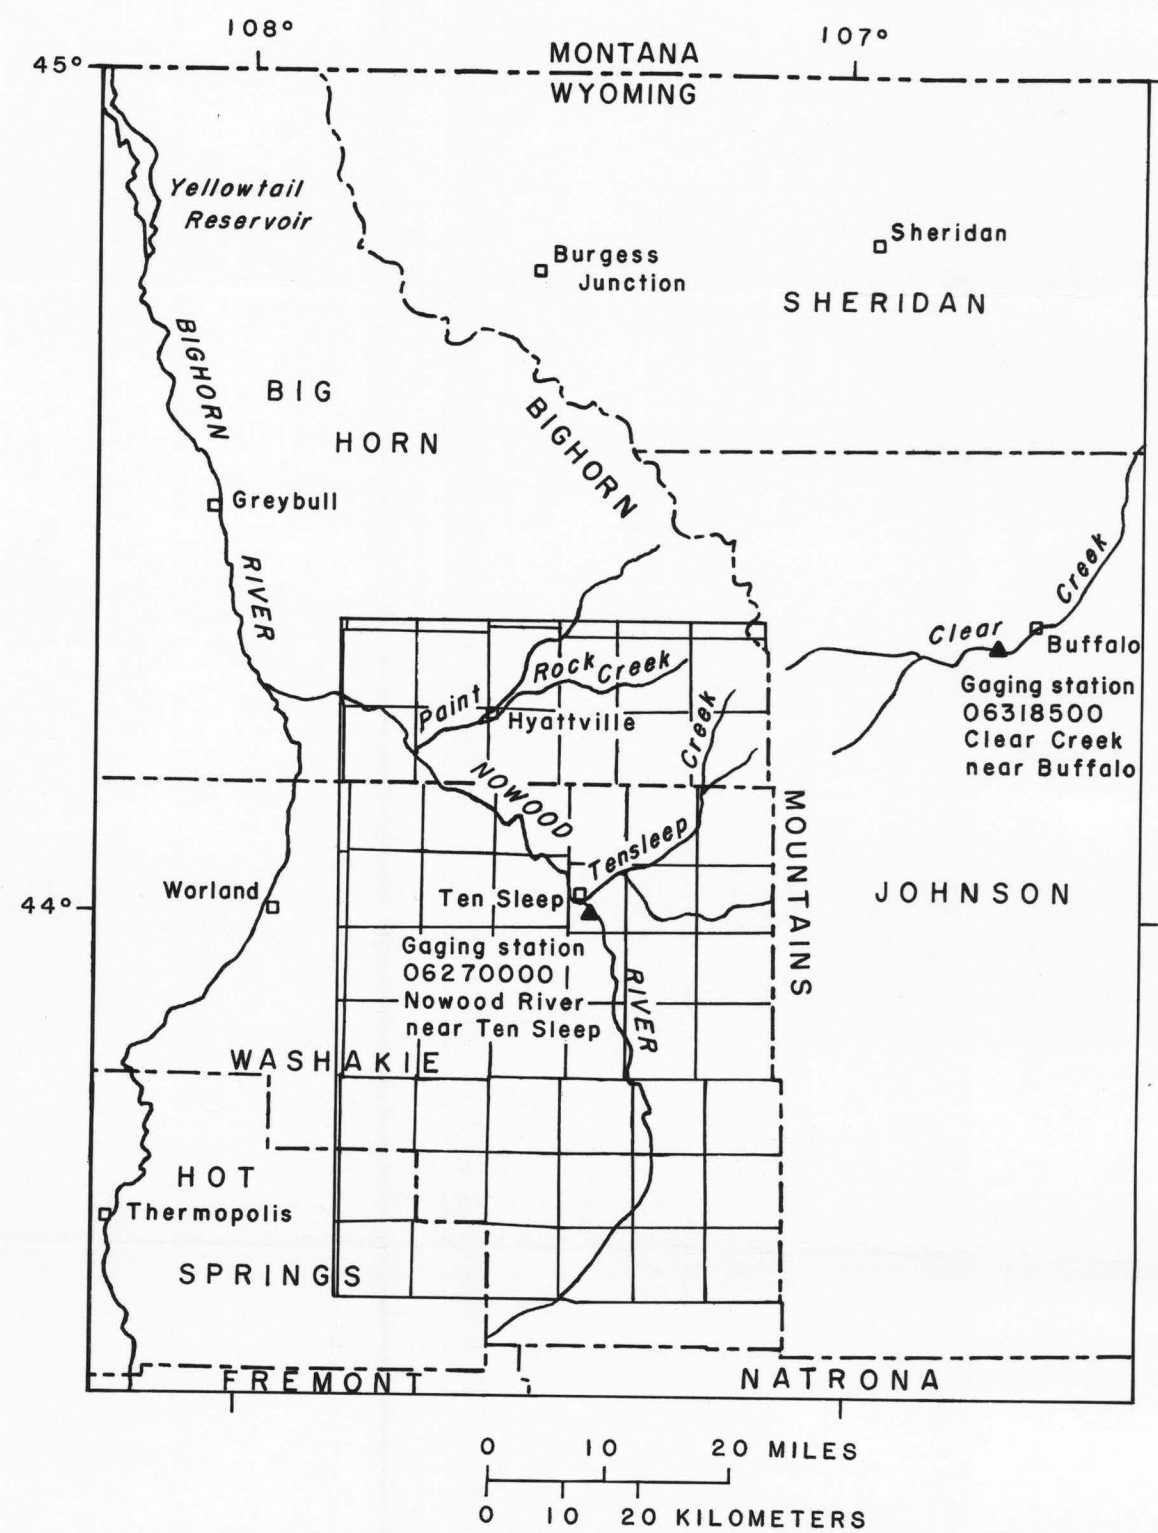 108°
107°
45°
MONTANA
WYOMING
Yellowtail
Reservoir
Burgess
Junction
Sheridan
SHERIDAN
BIGHORN
BIG
HORN
BIGHORN
Greybull
RIVER
Creek
Clear
Buffalo
Gaging station
06318500
Clear Creek
near Buffalo
Rock Creek
Paint
Hyattville
Creek
NOWOOD
MOUNTAINS
Tensleep
Worland
44°
Ten Sleep
JOHNSON
Gaging station
06270000
Nowood River
near Ten Sleep
RIVER
WASHAKIE
HOT
Thermopolis
SPRINGS
FREMONT
NATRONA
0 10 20 MILES
0 10 20 KILOMETERS